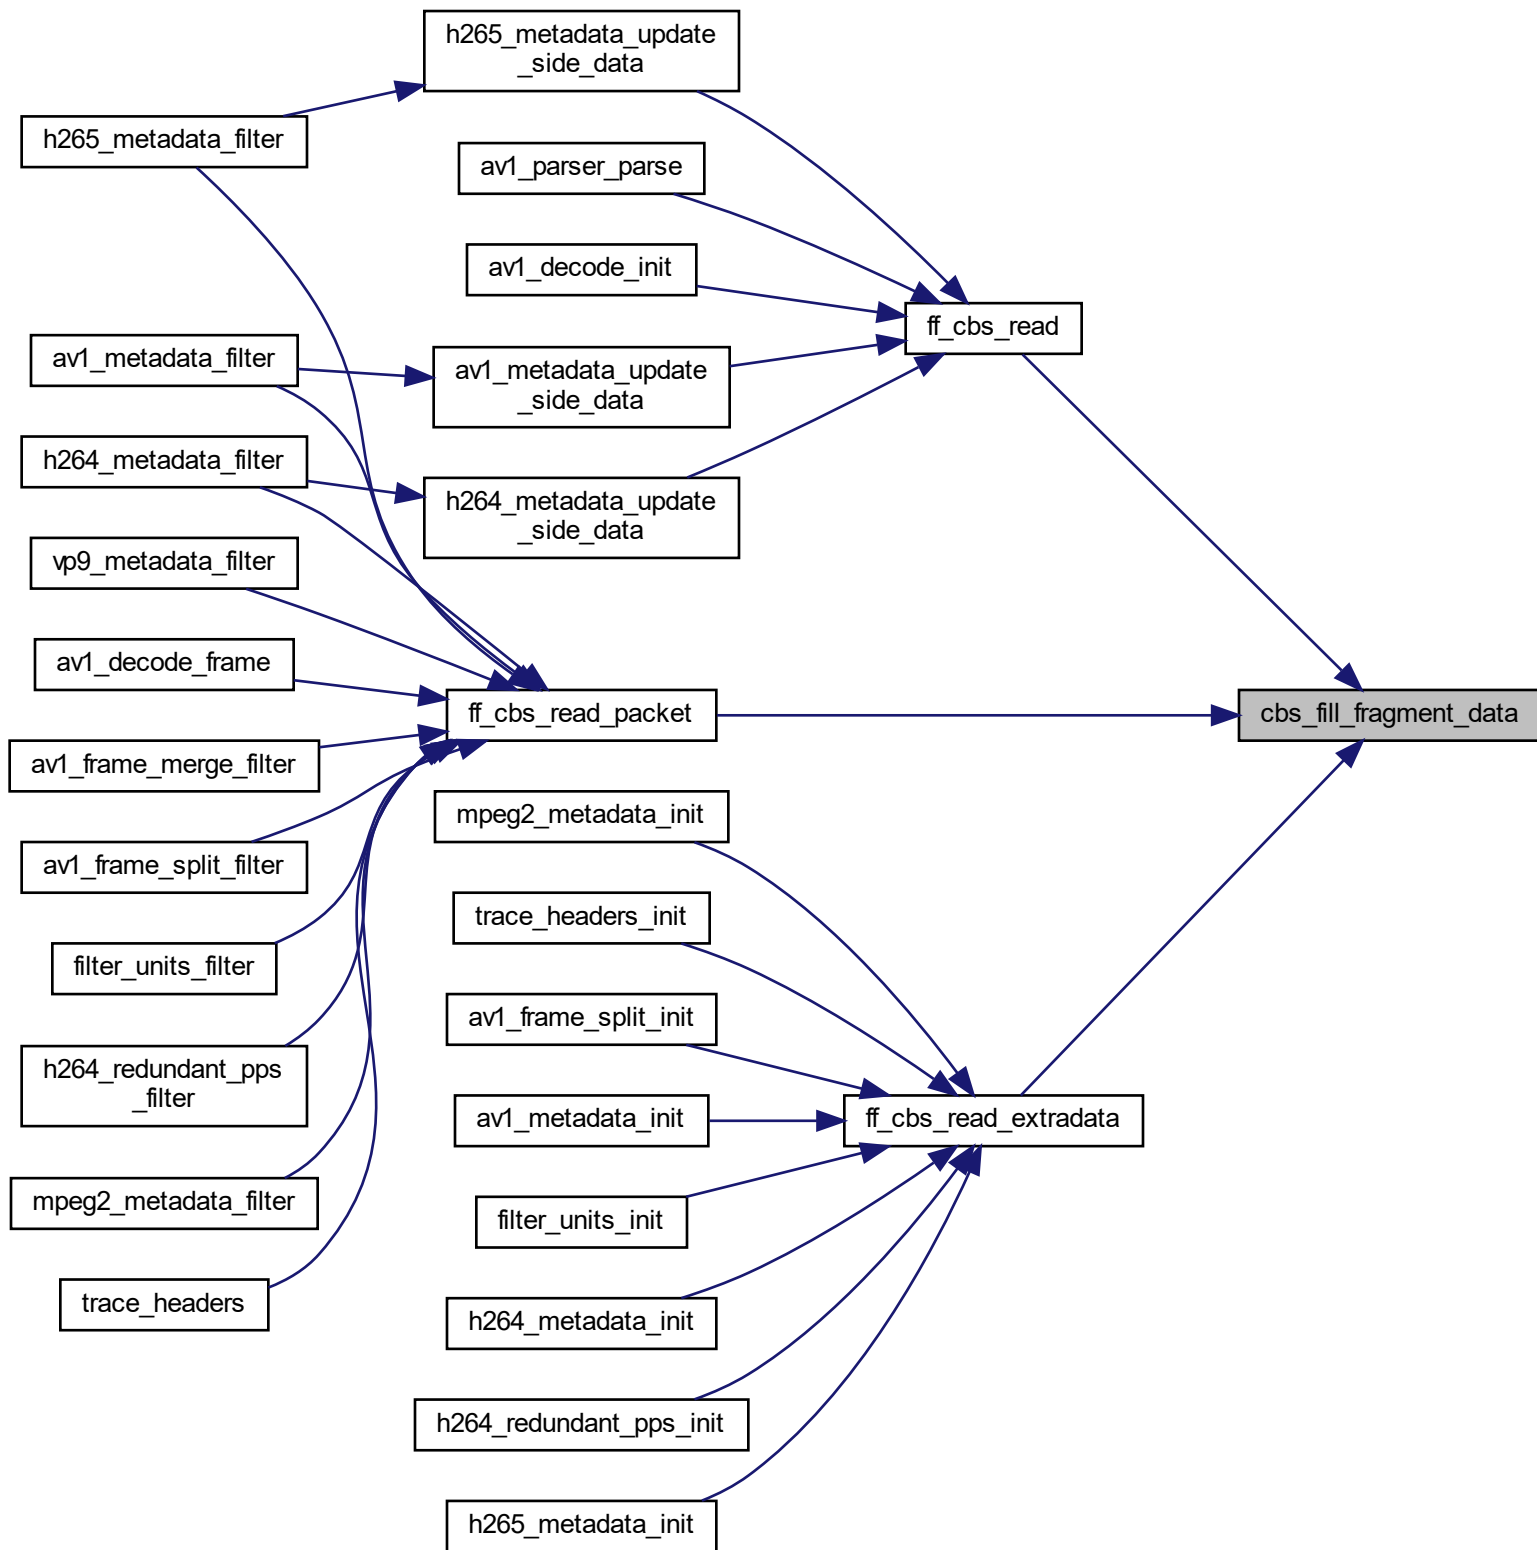 h265_metadata_update
_side_data
h265_metadata_filter
av1_parser_parse
av1_decode_init
ff_cbs_read
av1_metadata_filter
av1_metadata_update
_side_data
h264_metadata_filter
h264_metadata_update
_side_data
vp9_metadata_filter
av1_decode_frame
ff_cbs_read_packet
cbs_fill_fragment_data
av1_frame_merge_filter
mpeg2_metadata_init
av1_frame_split_filter
trace_headers_init
filter_units_filter
av1_frame_split_init
h264_redundant_pps
_filter
av1_metadata_init
ff_cbs_read_extradata
mpeg2_metadata_filter
filter_units_init
trace_headers
h264_metadata_init
h264_redundant_pps_init
h265_metadata_init